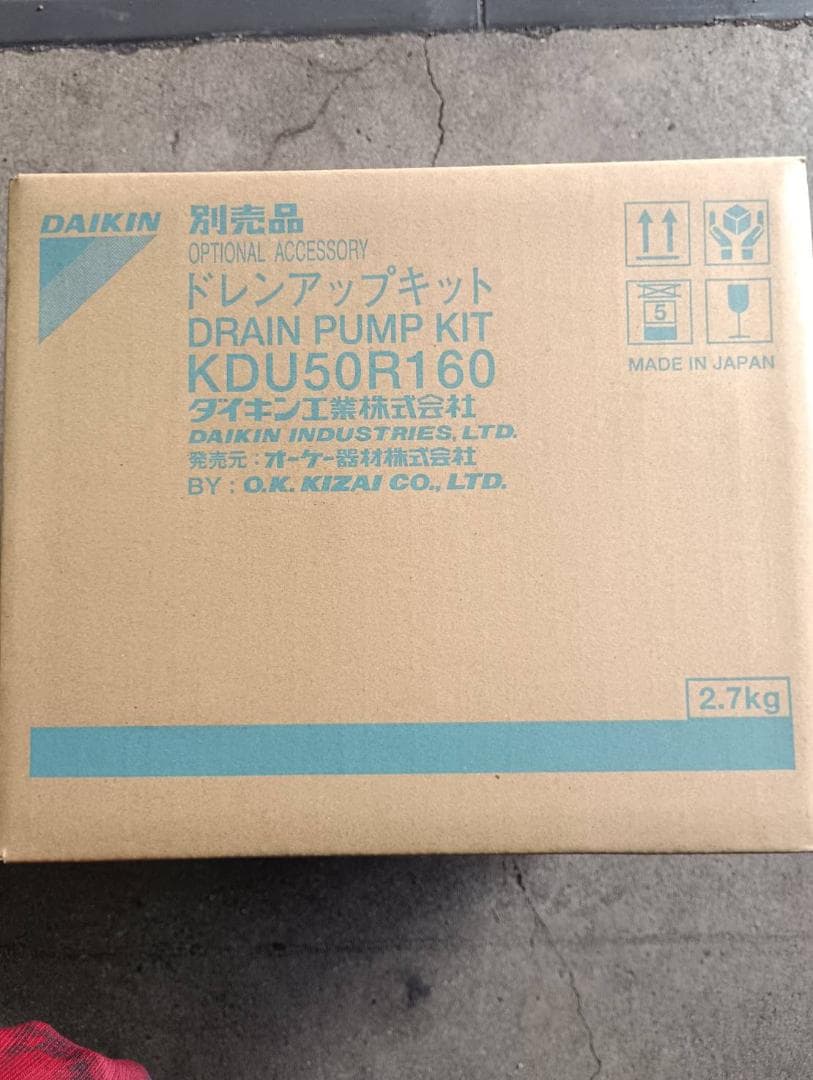 DAIKIN
別売品
OPTIONAL ACCESSORY
ドレンアップキット
DRAIN PUMP KIT
KDU50R160
ダイキン工業株式会社
DAIKIN INDUSTRIES, LTD.
発売元:オーケー器材株式会社
BY : O.K. KIZAI CO., LTD.
5
MADE IN JAPAN
2.7kg